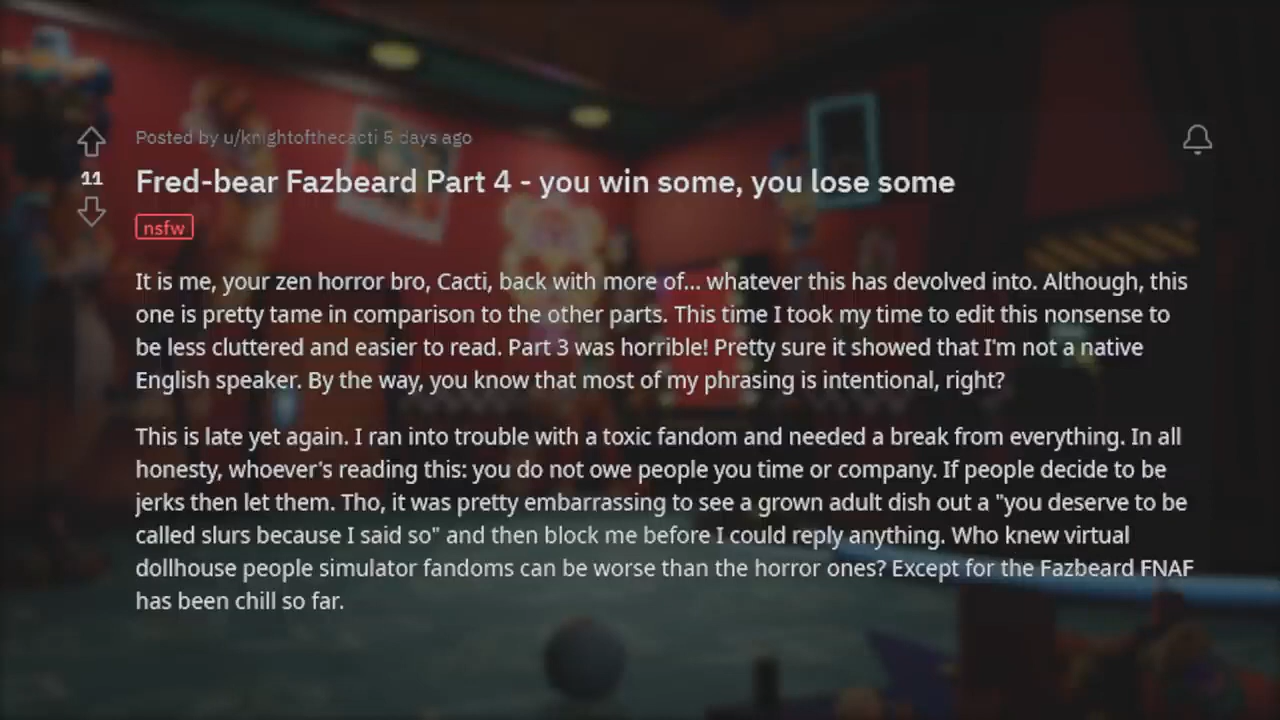 Posted by u/knightofthecacti 5 days ago
11
Fred-bear Fazbeard Part 4 - you win some, you lose some
nsfw
It is me, your zen horror bro, Cacti, back with more of... whatever this has devolved into. Although, this
one is pretty tame in comparison to the other parts. This time I took my time to edit this nonsense to
be less cluttered and easier to read. Part 3 was horrible! Pretty sure it showed that I'm not a native
English speaker. By the way, you know that most of my phrasing is intentional, right?
This is late yet again. I ran into trouble with a toxic fandom and needed a break from everything. In all
honesty, whoever's reading this: you do not owe people you time or company. If people decide to be
jerks then let them. Tho, it was pretty embarrassing to see a grown adult dish out a "you deserve to be
called slurs because I said so" and then block me before I could reply anything. Who knew virtual
dollhouse people simulator fandoms can be worse than the horror ones? Except for the Fazbeard FNAF
has been chill so far.